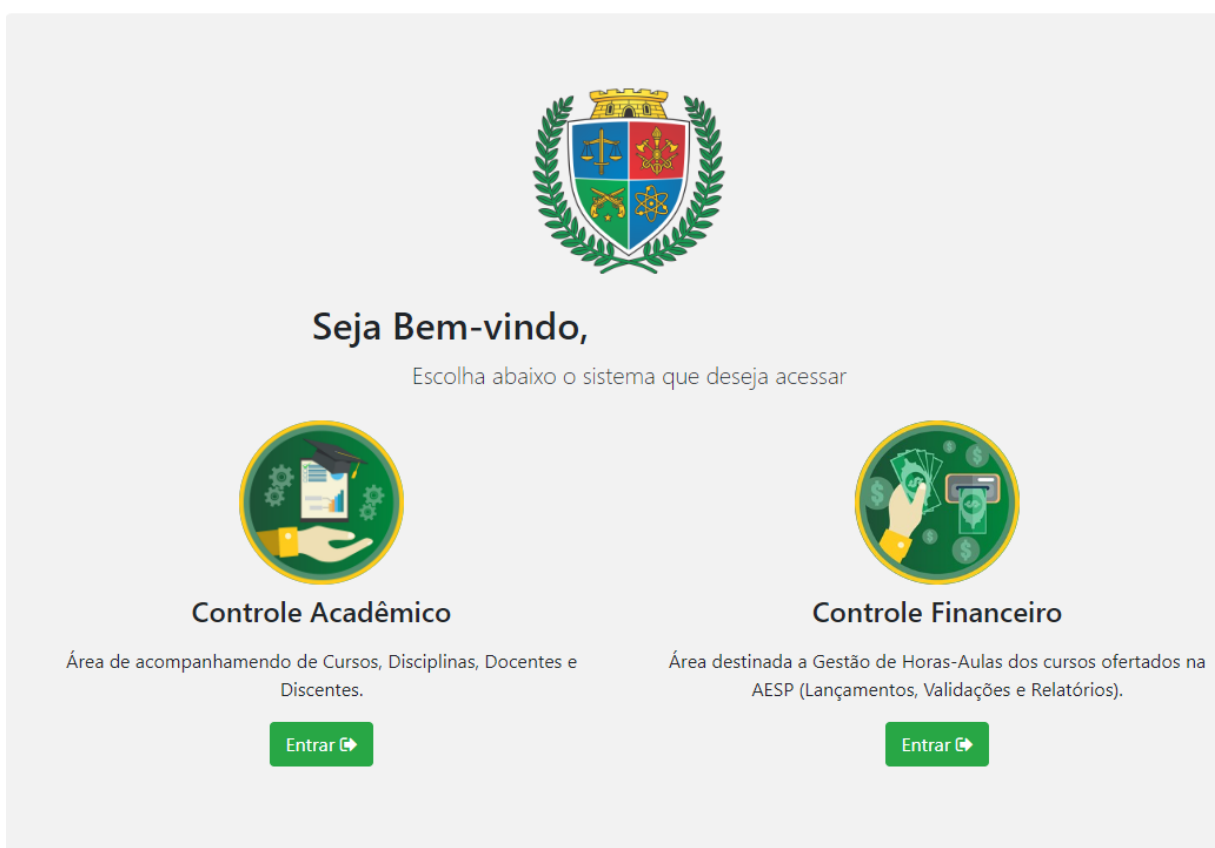 Seja Bem-vindo,
Escolha abaixo o sistema que deseja acessar
Controle Acadêmico
Área de acompanhamendo de Cursos, Disciplinas, Docentes e
Discentes.
Entrar
Controle Financeiro
Área destinada a Gestão de Horas-Aulas dos cursos ofertados na
AESP (Lançamentos, Validações e Relatórios).
Entrar